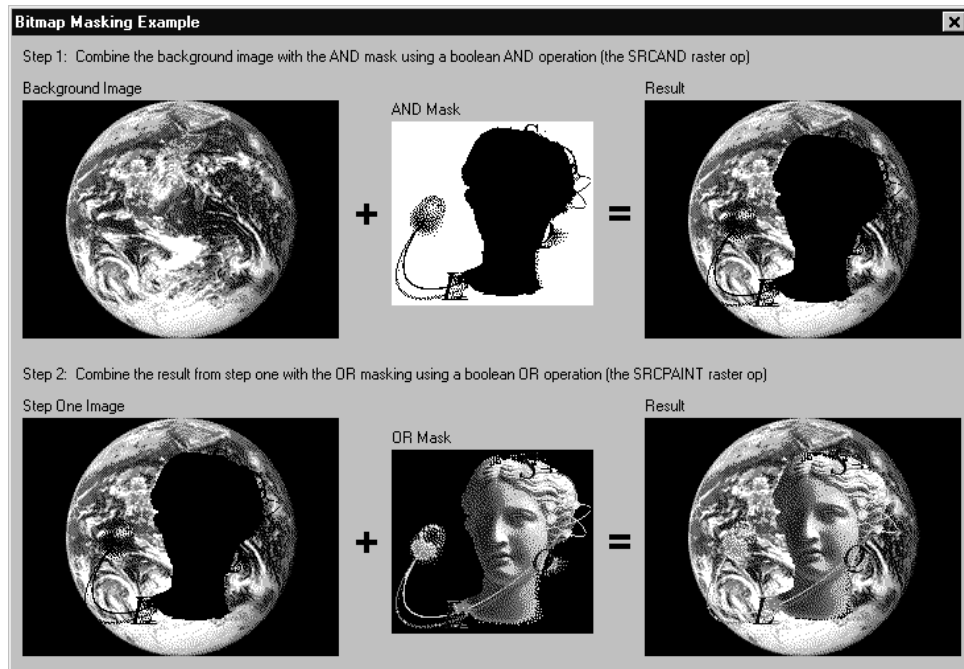 Bitmap Masking Example
Step 1: Combine the background image with the AND mask using a boolean AND operation (the SRCAND raster op)
Background Image
AND Mask
Result
+
=
Step 2: Combine the result from step one with the OR masking using a boolean OR operation (the SRCPAINT raster op)
Step One Image
OR Mask
Result
+
=